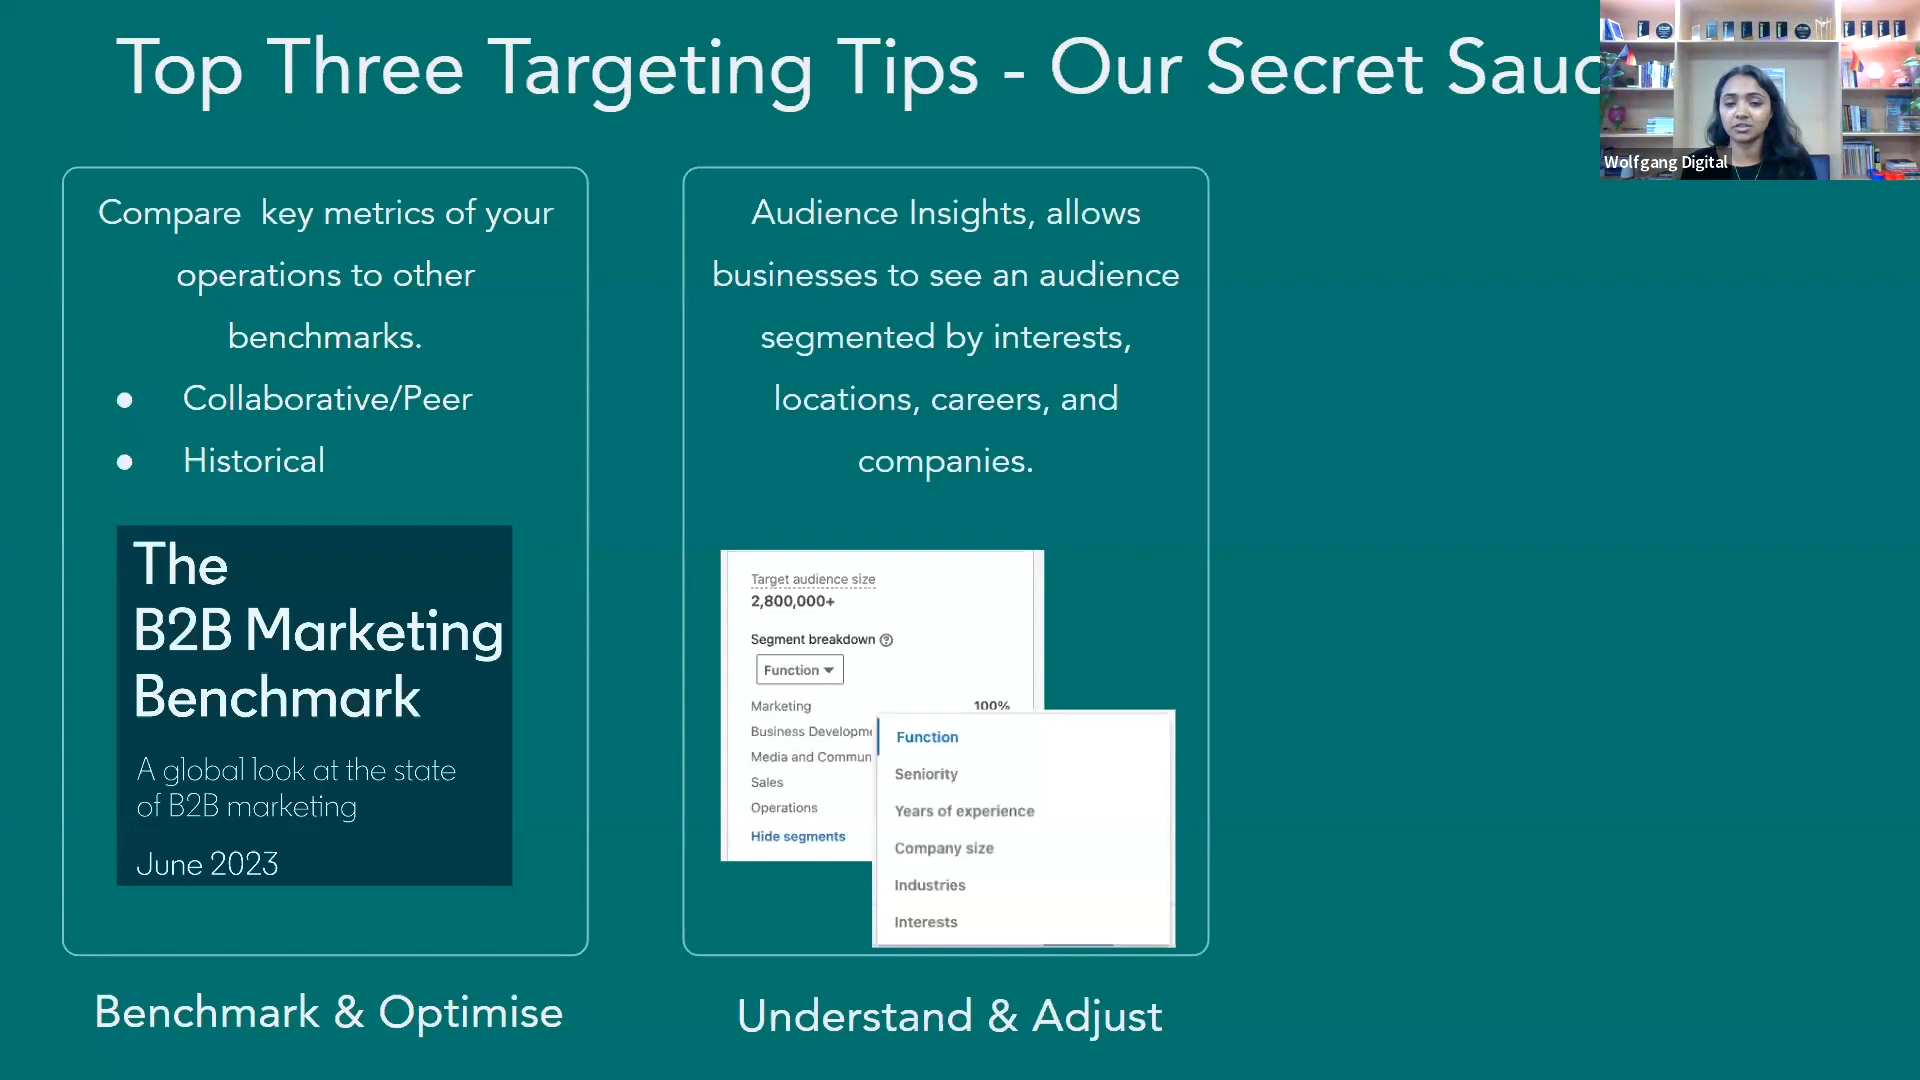 Top Three Targeting Tips - Our Secret Sauc
Wolfgang Digital
Compare key metrics of your
operations to other
benchmarks.
● Collaborative/Peer
● Historical
The
B2B Marketing
Benchmark
A global look at the state
of B2B marketing
June 2023
Benchmark & Optimise
Audience Insights, allows
businesses to see an audience
segmented by interests,
locations, careers, and
companies.
Target audience size
2,800,000+
Segment breakdown
Function
Marketing 100%
Business Developme
Media and Commun
Sales
Operations
Hide segments
Function
Seniority
Years of experience
Company size
Industries
Interests
Understand & Adjust